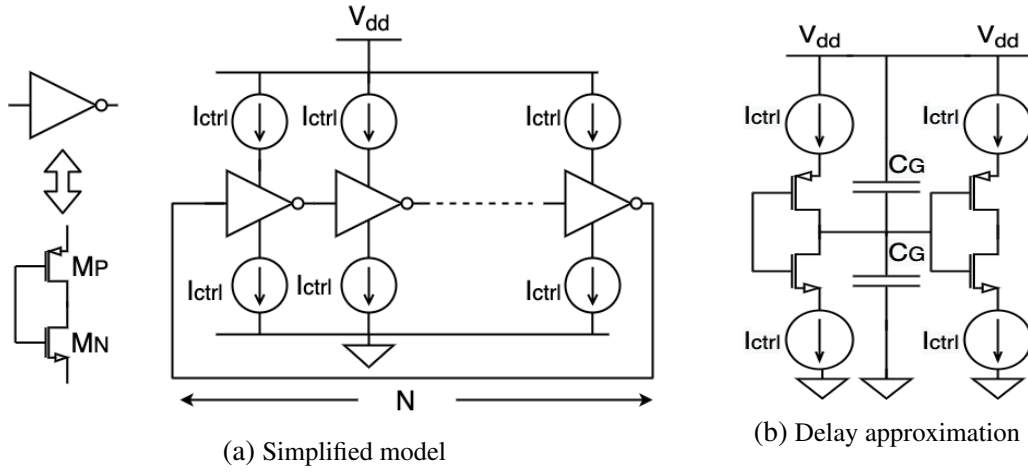 Vdd
Ictrl Ictrl Ictrl
Ictrl Ictrl Ictrl
MP
MN
N
(a) Simplified model
Vdd Vdd
Ictrl Ictrl
CG
CG
Ictrl Ictrl
(b) Delay approximation